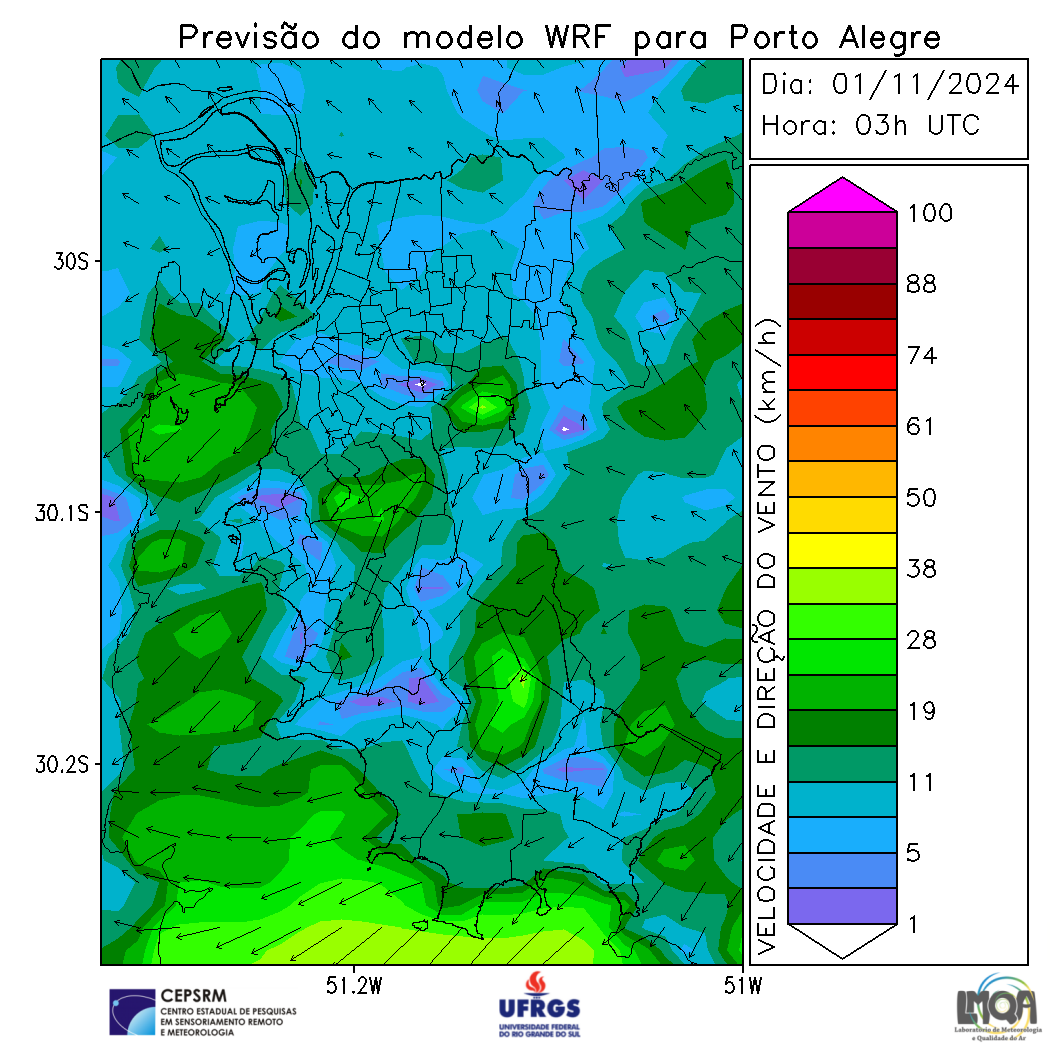 Previsão do modelo WRF para Porto Alegre
Dia: 01/11/2024
Hora: 03h UTC
30S
30.1S
30.2S
51.2W
51W
VELOCIDADE E DIREÇÃO DO VENTO (km/h)
100
88
74
61
50
38
28
19
11
5
1
CEPSRM
CENTRO ESTADUAL DE PESQUISAS
EM SENSORIAMENTO REMOTO
E METEOROLOGIA
UFRGS
UNIVERSIDADE FEDERAL
DO RIO GRANDE DO SUL
LMQA
Laboratório de Meteorologia
e Qualidade do Ar